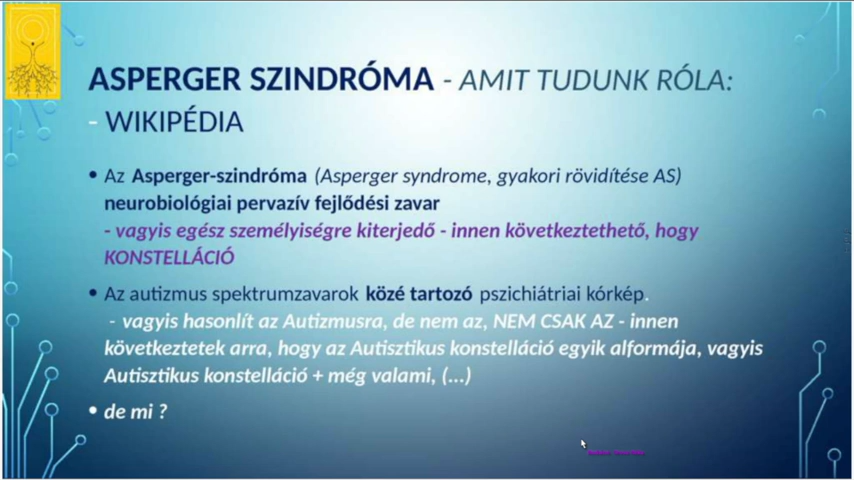 ASPERGER SZINDRÓMA - AMIT TUDUNK RÓLA:
- WIKIPÉDIA
• Az Asperger-szindróma (Asperger syndrome, gyakori rövidítése AS)
neurobiológiai pervazív fejlődési zavar
- vagyis egész személyiségre kiterjedő - innen következtethető, hogy
KONSTELLÁCIÓ
• Az autizmus spektrumzavarok közé tartozó pszichiátriai kórkép.
- vagyis hasonlít az Autizmusra, de nem az, NEM CSAK AZ - innen
következtetek arra, hogy az Autisztikus konstelláció egyik alformája, vagyis
Autisztikus konstelláció + még valami, (...)
• de mi ?